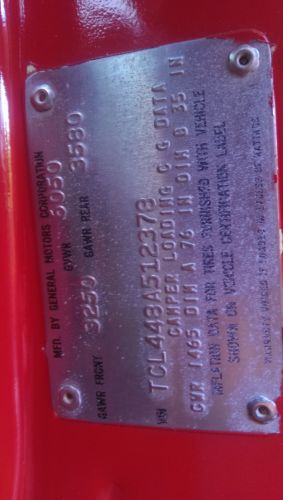 MFD. BY GENERAL MOTORS CORPORATION
GVWR 6050
GAWR FRONT 3250 GAWR REAR 3580
VIN TCL448A512378
CAMPER LOADING C G DATA
CWR 1465 DIM A 76 IN DIM B 35 IN
INFLATION DATA FOR TIRES FURNISHED WITH VEHICLE
SHOWN ON VEHICLE CERTIFICATION LABEL